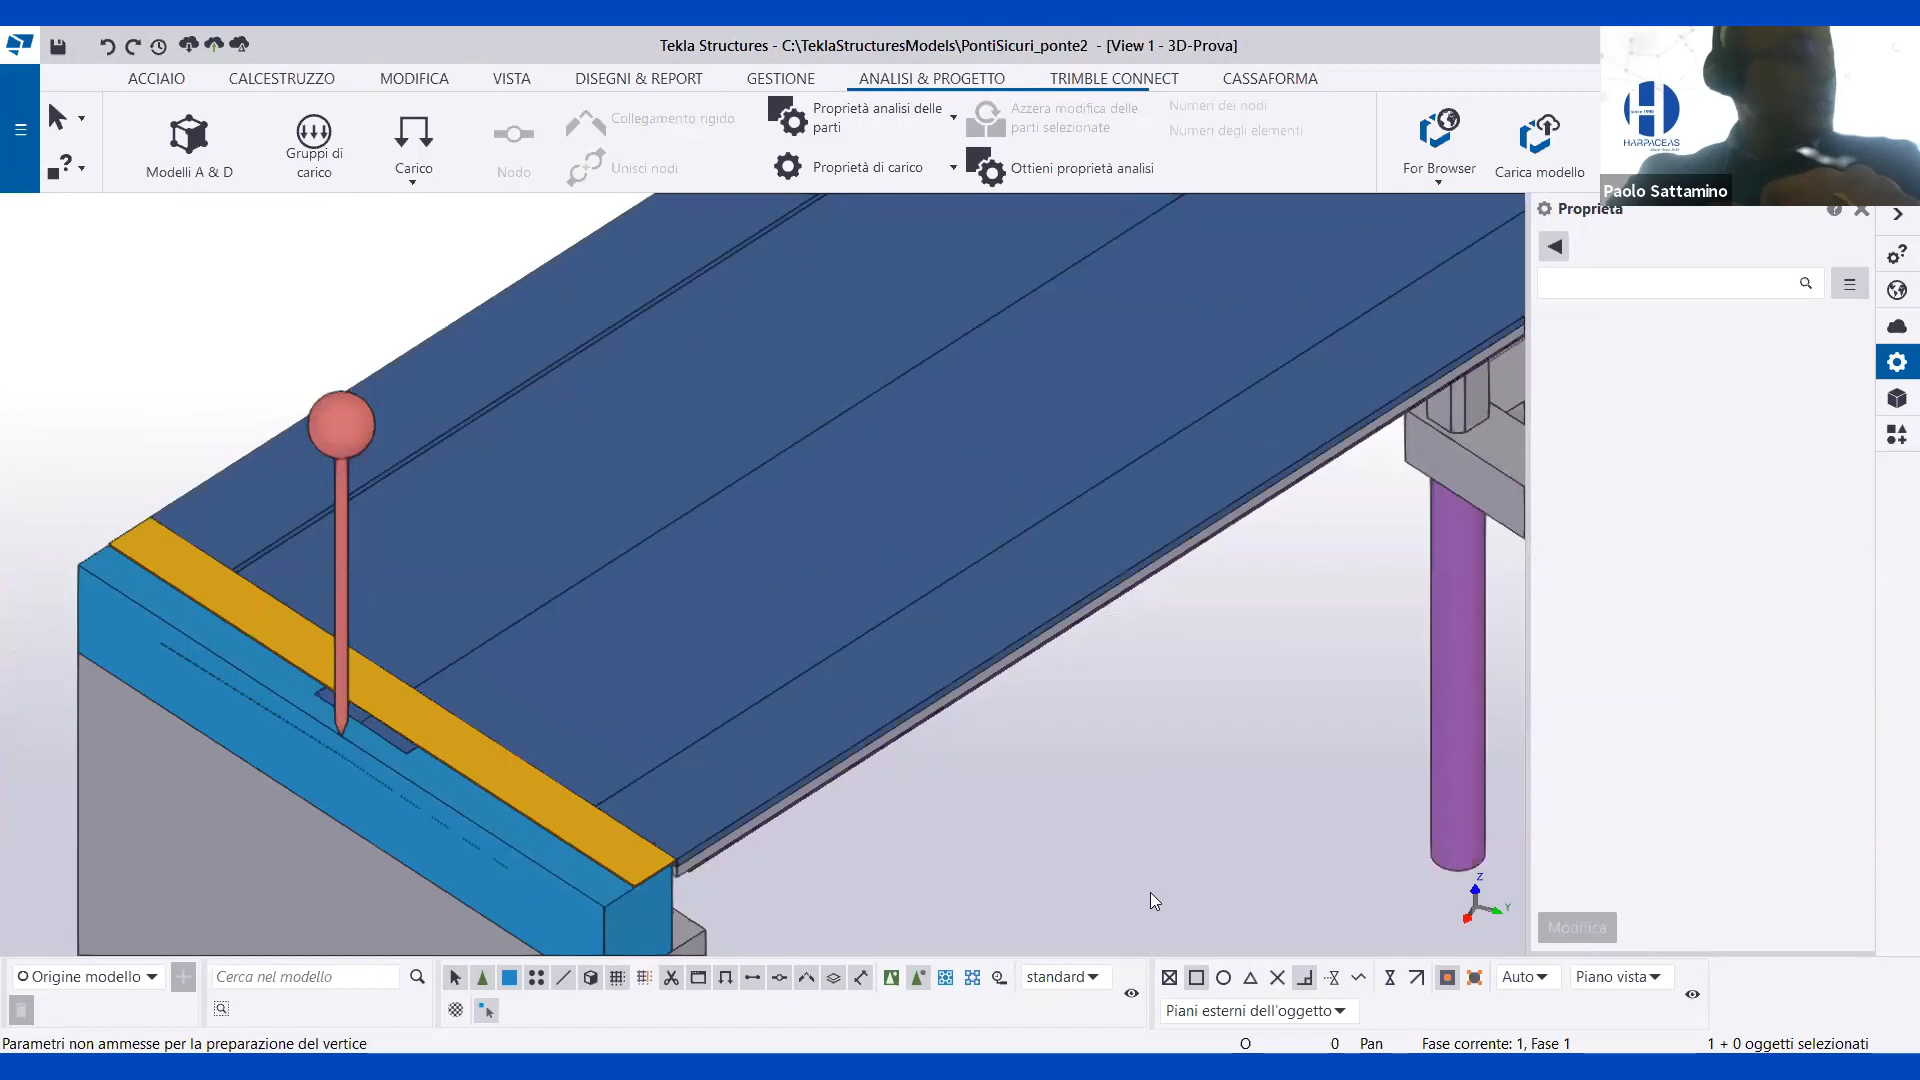 Tekla Structures - C:\TeklaStructuresModels\PontiSicuri_ponte2 - [View 1 - 3D-Prova]
ACCIAIO CALCESTRUZZO MODIFICA VISTA DISEGNI & REPORT GESTIONE ANALISI & PROGETTO TRIMBLE CONNECT CASSAFORMA
Modelli A & D
Gruppi di
carico
Carico
Nodo
Collegamento rigido
Unisci nodi
Proprietà analisi delle
parti
Proprietà di carico
Azzera modifica delle
parti selezionate
Ottieni proprietà analisi
Numeri dei nodi
Numeri degli elementi
For Browser
Carica modello
HARPACEAS
Paolo Sattamino
Proprietà
Modifica
Z
Y
Origine modello
Cerca nel modello
standard
Auto
Piano vista
Piani esterni dell'oggetto
Parametri non ammesse per la preparazione del vertice
O 0 Pan Fase corrente: 1, Fase 1 1 + 0 oggetti selezionati